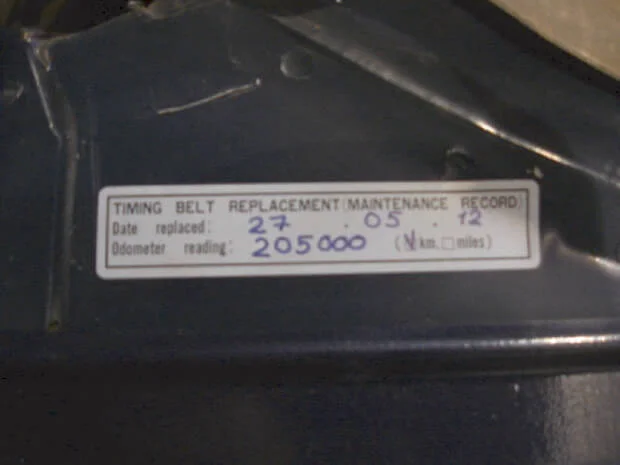 TIMING BELT REPLACEMENT (MAINTENANCE RECORD)
Date replaced: 27 . 05 . 12
Odometer reading: 205000 (☑km. ☐miles)